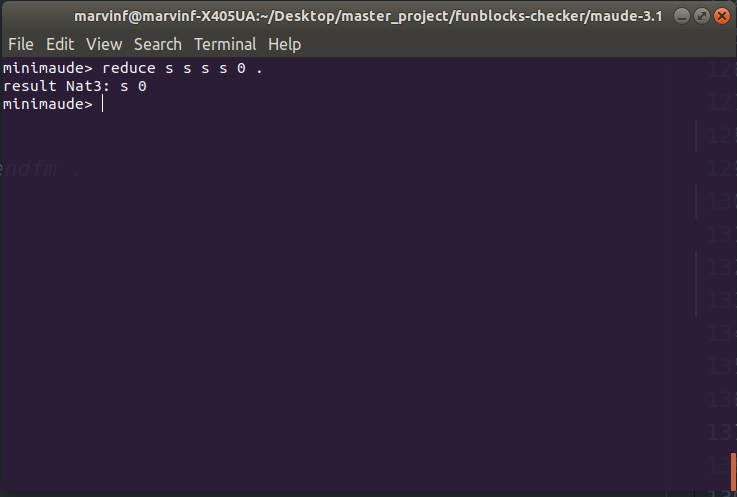 marvinf@marvinf-X405UA:~/Desktop/master_project/funblocks-checker/maude-3.1
File Edit View Search Terminal Help
minimaude> reduce s s s s 0 .
result Nat3: s 0
minimaude>
endfm .